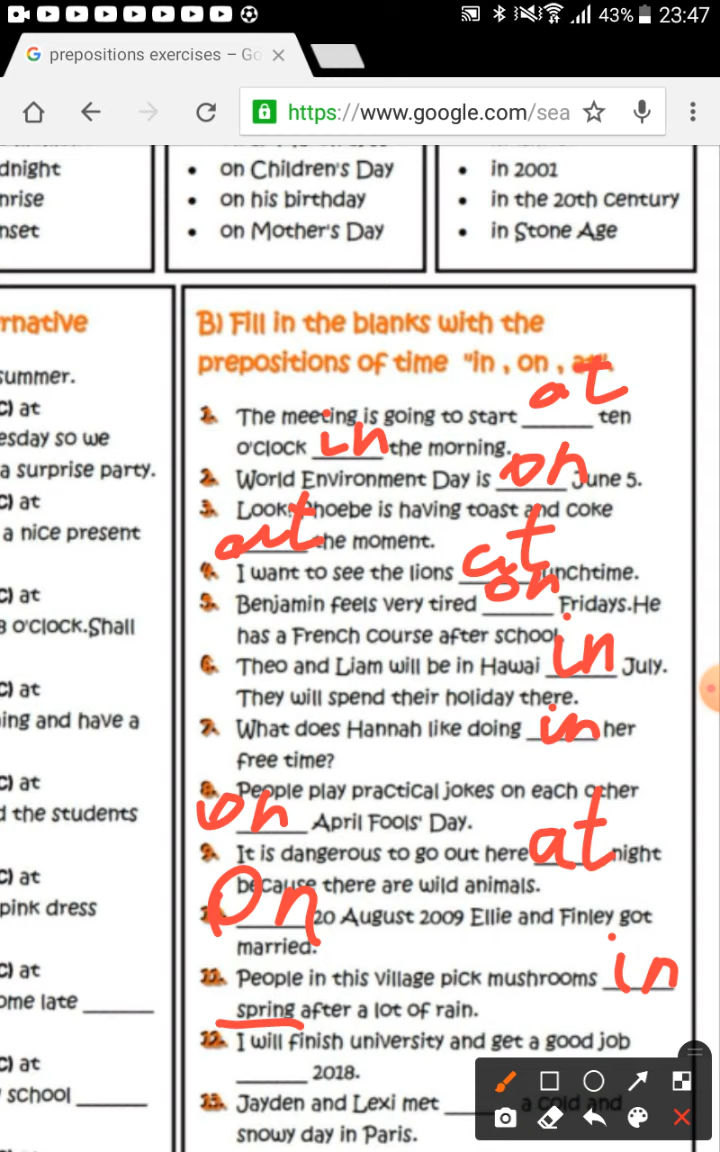 43% 23:47
prepositions exercises – Go
https://www.google.com/sea
dnight
nrise
nset
on Children's Day
on his birthday
on Mother's Day
in 2001
in the 20th century
in Stone Age
rnative
summer.
C) at
esday so we
a surprise party.
C) at
a nice present
C) at
8 o'clock.Shall
C) at
ing and have a
C) at
d the students
C) at
pink dress
C) at
ome late ______
C) at
school ______
B) Fill in the blanks with the
prepositions of time "in , on , at".
1. The meeting is going to start at ten
o'clock in the morning.
2. World Environment Day is on June 5.
3. Look! Phoebe is having toast and coke
at the moment.
4. I want to see the lions at lunchtime.
5. Benjamin feels very tired on Fridays.He
has a French course after school.
6. Theo and Liam will be in Hawai in July.
They will spend their holiday there.
7. What does Hannah like doing in her
free time?
8. People play practical jokes on each other
on April Fools' Day.
9. It is dangerous to go out here at night
because there are wild animals.
On 20 August 2009 Ellie and Finley got
married.
11. People in this village pick mushrooms in
spring after a lot of rain.
12. I will finish university and get a good job
______ 2018.
13. Jayden and Lexi met ______ a cold and
snowy day in Paris.